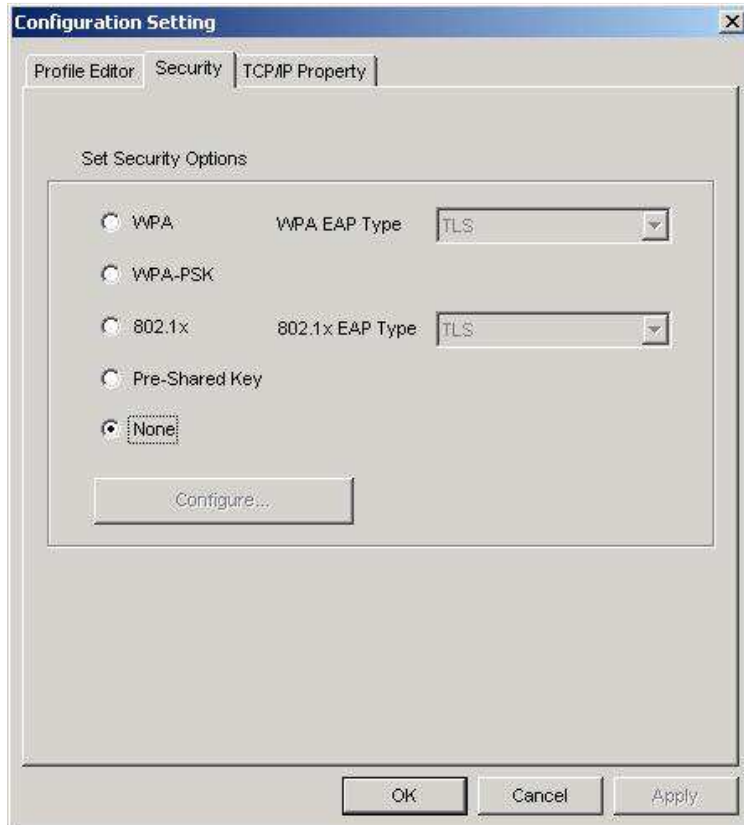 Configuration Setting
Profile Editor Security TCP/IP Property
Set Security Options
WPA WPA EAP Type TLS
WPA-PSK
802.1x 802.1x EAP Type TLS
Pre-Shared Key
None
Configure...
OK Cancel Apply